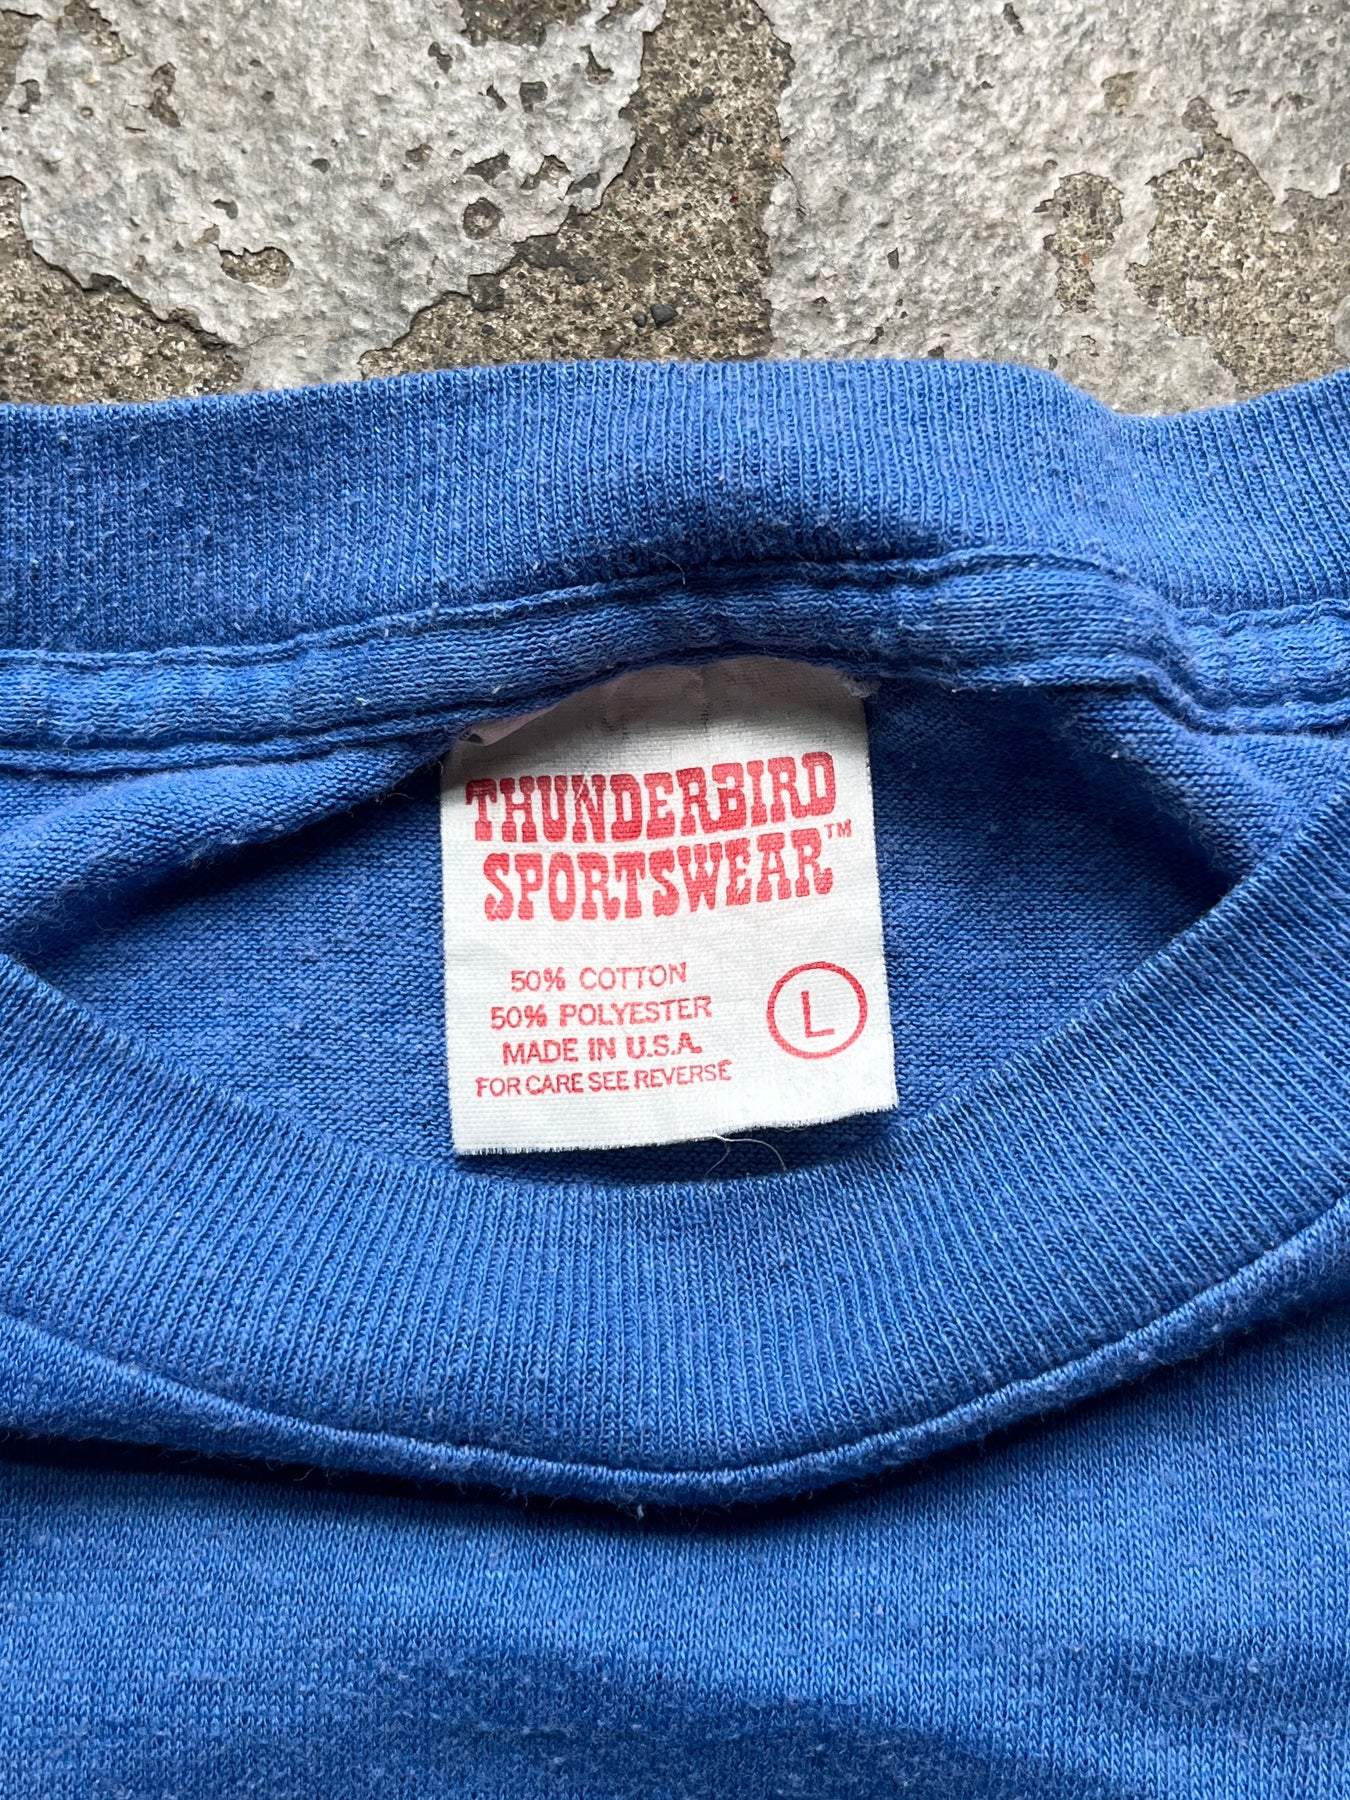 THUNDERBIRD
SPORTSWEAR™
50% COTTON
50% POLYESTER
MADE IN U.S.A.
FOR CARE SEE REVERSE
L